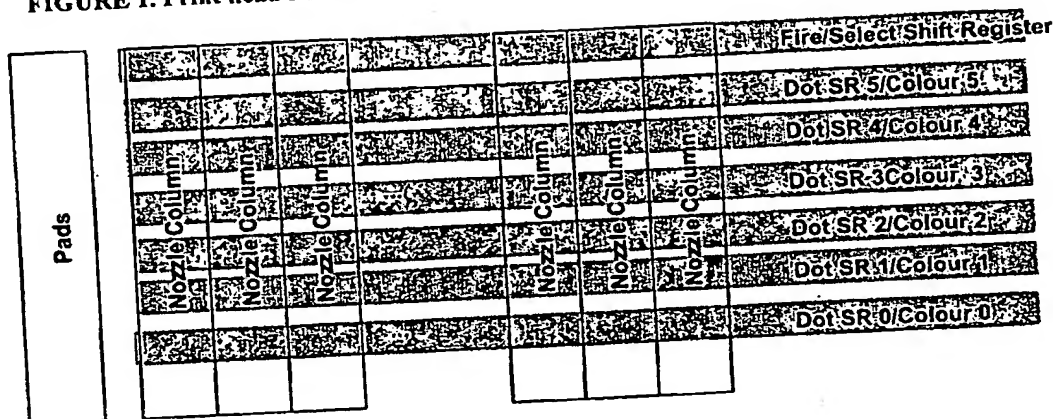 FIGURE 1. Print head
Fire/Select Shift Register
Dot SR 5/Colour 5
Dot SR 4/Colour 4
Dot SR 3Colour 3
Dot SR 2/Colour 2
Dot SR 1/Colour 1
Dot SR 0/Colour 0
Pads
Nozzle Column
Nozzle Column
Nozzle Column
Nozzle Column
Nozzle Column
Nozzle Column